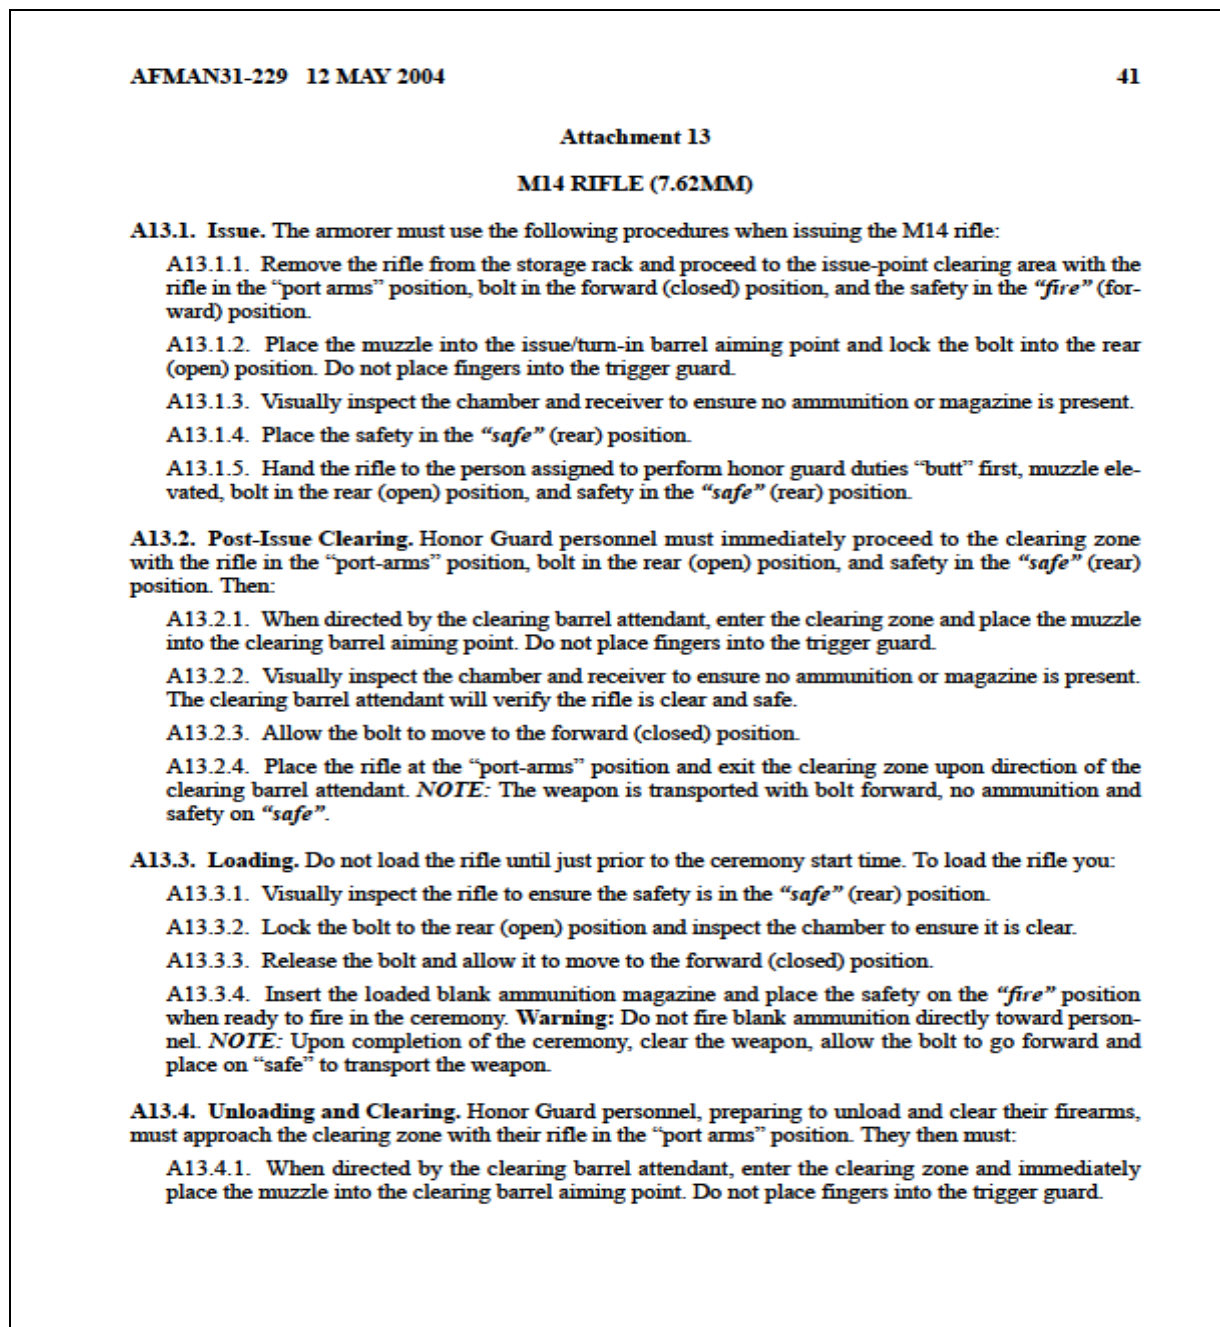 AFMAN31-229   12 MAY 2004	41
Attachment 13
M14 RIFLE (7.62MM)
A13.1.  Issue. The armorer must use the following procedures when issuing the M14 rifle:
A13.1.1.  Remove the rifle from the storage rack and proceed to the issue-point clearing area with the
rifle in the “port arms” position, bolt in the forward (closed) position, and the safety in the “fire” (for-
ward) position.
A13.1.2.  Place the muzzle into the issue/turn-in barrel aiming point and lock the bolt into the rear
(open) position. Do not place fingers into the trigger guard.
A13.1.3.  Visually inspect the chamber and receiver to ensure no ammunition or magazine is present.
A13.1.4.  Place the safety in the “safe” (rear) position.
A13.1.5.  Hand the rifle to the person assigned to perform honor guard duties “butt” first, muzzle ele-
vated, bolt in the rear (open) position, and safety in the “safe” (rear) position.
A13.2.  Post-Issue Clearing. Honor Guard personnel must immediately proceed to the clearing zone
with the rifle in the “port-arms” position, bolt in the rear (open) position, and safety in the “safe” (rear)
position. Then:
A13.2.1.  When directed by the clearing barrel attendant, enter the clearing zone and place the muzzle
into the clearing barrel aiming point. Do not place fingers into the trigger guard.
A13.2.2.  Visually inspect the chamber and receiver to ensure no ammunition or magazine is present.
The clearing barrel attendant will verify the rifle is clear and safe.
A13.2.3.  Allow the bolt to move to the forward (closed) position.
A13.2.4.  Place the rifle at the “port-arms” position and exit the clearing zone upon direction of the
clearing barrel attendant. NOTE: The weapon is transported with bolt forward, no ammunition and
safety on “safe”.
A13.3.  Loading. Do not load the rifle until just prior to the ceremony start time. To load the rifle you:
A13.3.1.  Visually inspect the rifle to ensure the safety is in the “safe” (rear) position.
A13.3.2.  Lock the bolt to the rear (open) position and inspect the chamber to ensure it is clear.
A13.3.3.  Release the bolt and allow it to move to the forward (closed) position.
A13.3.4.  Insert the loaded blank ammunition magazine and place the safety on the “fire” position
when ready to fire in the ceremony. Warning: Do not fire blank ammunition directly toward person-
nel. NOTE: Upon completion of the ceremony, clear the weapon, allow the bolt to go forward and
place on “safe” to transport the weapon.
A13.4.  Unloading and Clearing. Honor Guard personnel, preparing to unload and clear their firearms,
must approach the clearing zone with their rifle in the “port arms” position. They then must:
A13.4.1.  When directed by the clearing barrel attendant, enter the clearing zone and immediately
place the muzzle into the clearing barrel aiming point. Do not place fingers into the trigger guard.